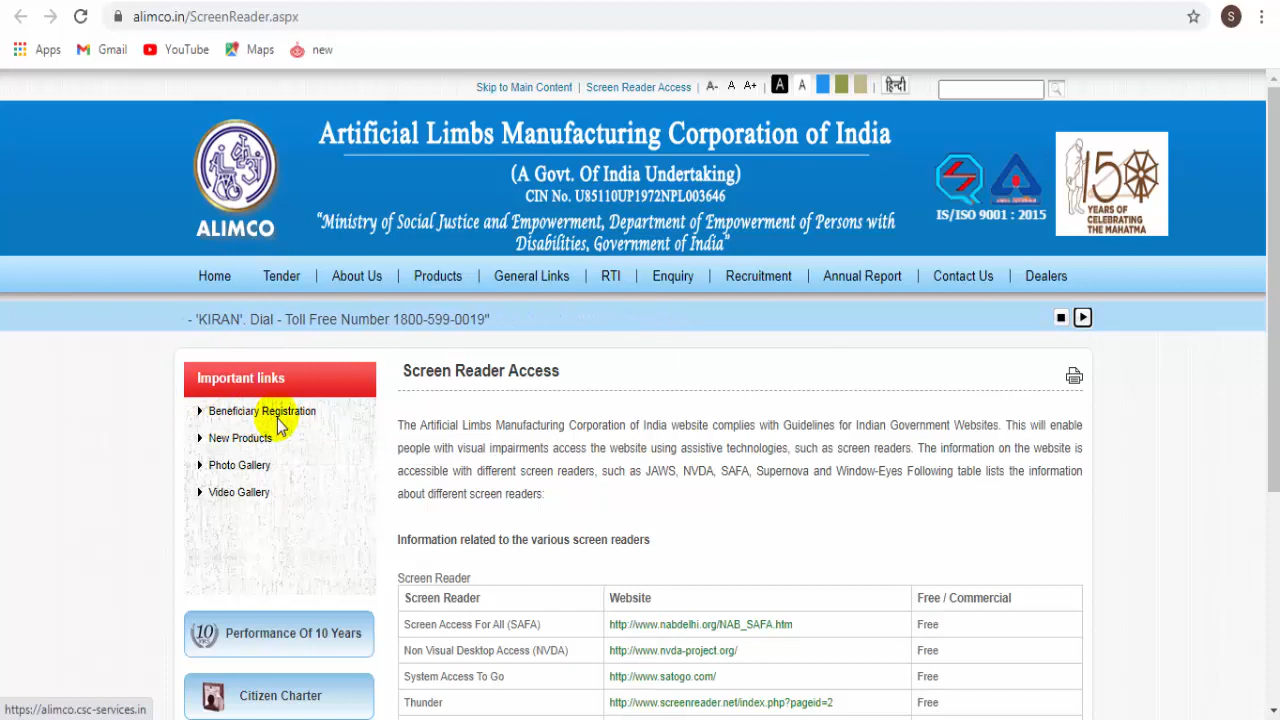 alimco.in/ScreenReader.aspx
S
Apps Gmail YouTube Maps new
Skip to Main Content | Screen Reader Access | A- A A+ | A A | हिन्दी
Artificial Limbs Manufacturing Corporation of India
(A Govt. Of India Undertaking)
CIN No. U85110UP1972NPL003646
"Ministry of Social Justice and Empowerment, Department of Empowerment of Persons with
Disabilities, Government of India"
ALIMCO
IS/ISO 9001 : 2015
150
YEARS OF
CELEBRATING
THE MAHATMA
Home Tender | About Us | Products | General Links | RTI | Enquiry | Recruitment | Annual Report | Contact Us | Dealers
- 'KIRAN'. Dial - Toll Free Number 1800-599-0019"
Important links
Beneficiary Registration
New Products
Photo Gallery
Video Gallery
10 Performance Of 10 Years
Citizen Charter
Screen Reader Access
The Artificial Limbs Manufacturing Corporation of India website complies with Guidelines for Indian Government Websites. This will enable
people with visual impairments access the website using assistive technologies, such as screen readers. The information on the website is
accessible with different screen readers, such as JAWS, NVDA, SAFA, Supernova and Window-Eyes Following table lists the information
about different screen readers:
Information related to the various screen readers
Screen Reader
Screen Reader Website Free / Commercial
Screen Access For All (SAFA) http://www.nabdelhi.org/NAB_SAFA.htm Free
Non Visual Desktop Access (NVDA) http://www.nvda-project.org/ Free
System Access To Go http://www.satogo.com/ Free
Thunder http://www.screenreader.net/index.php?pageid=2 Free
https://alimco.csc-services.in